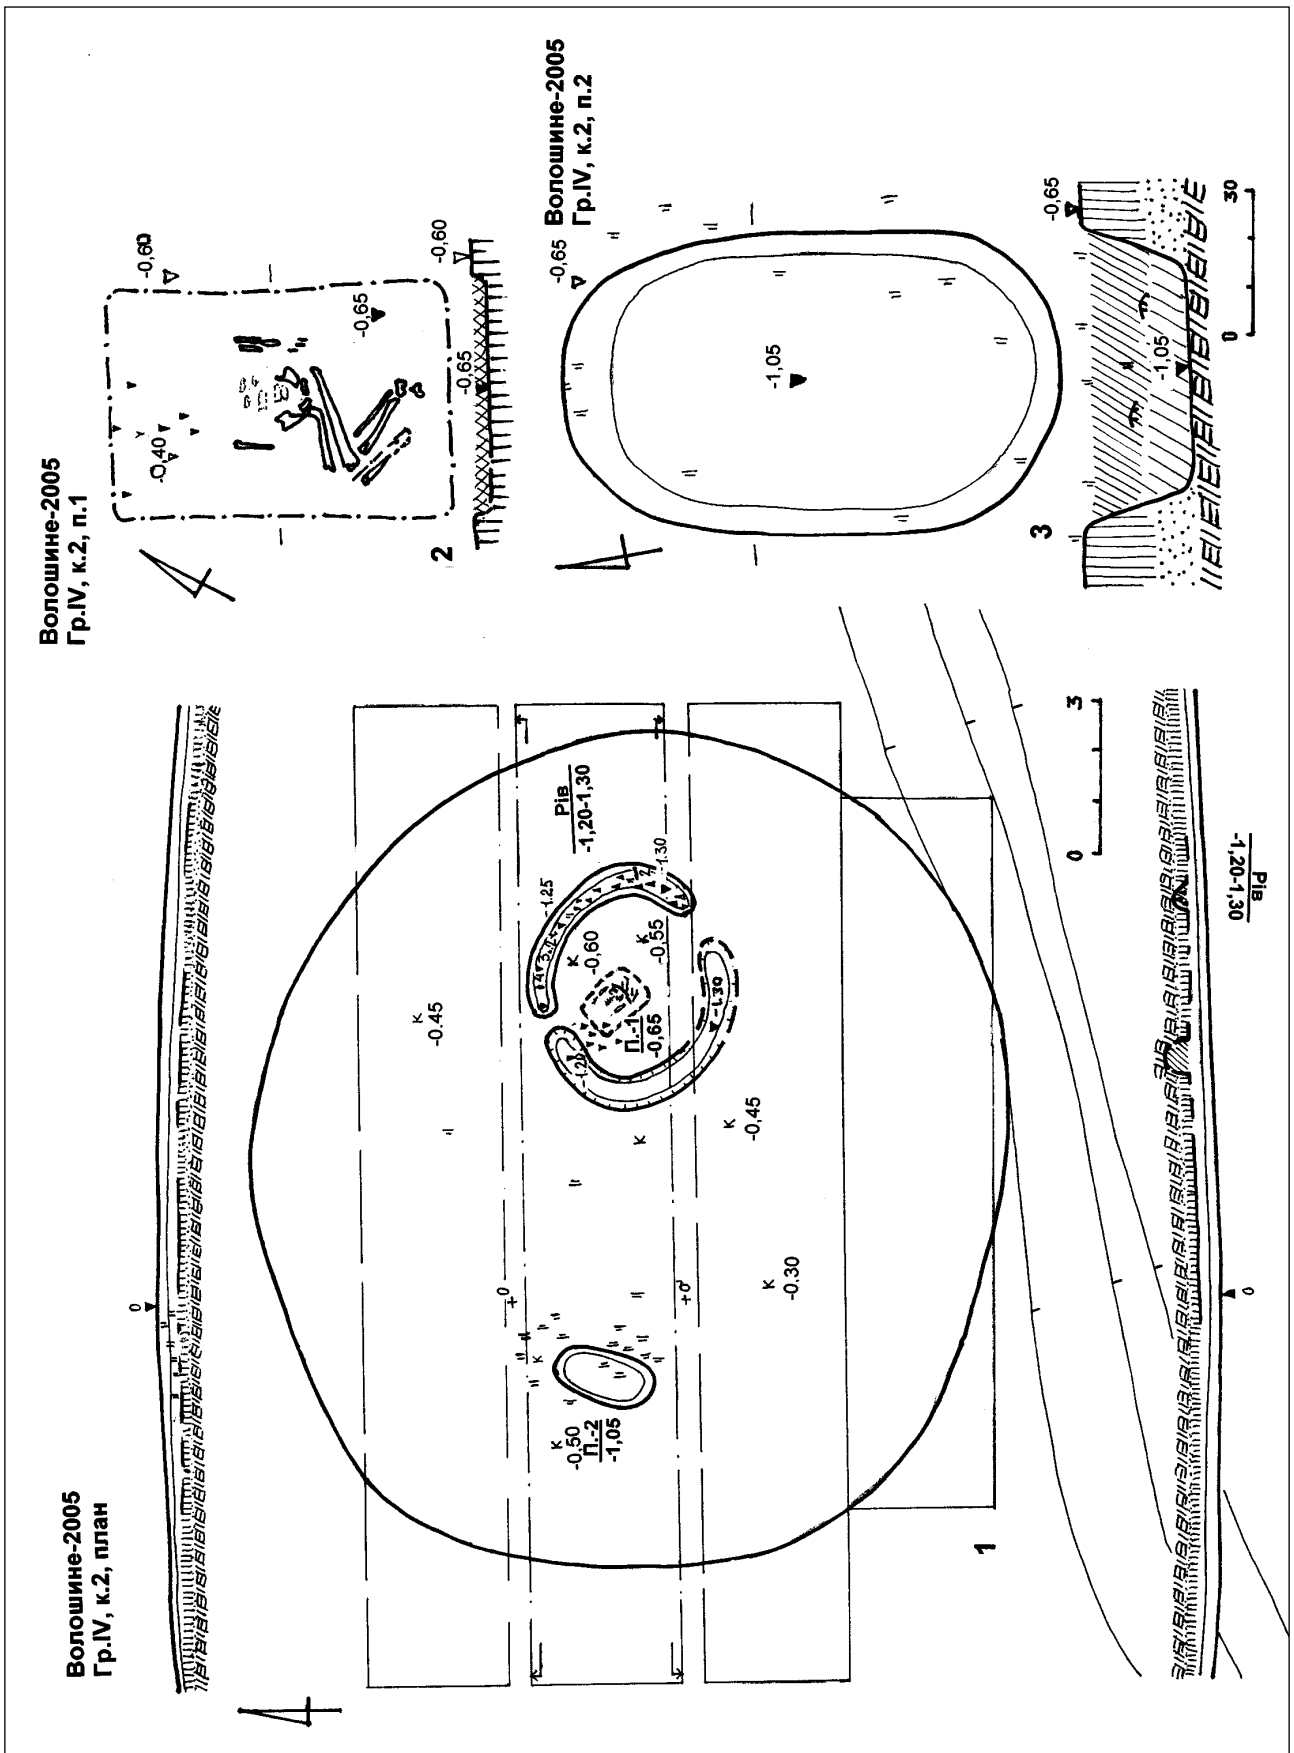 Волошине-2005
Гр.IV, к.2, план
0
К
-0.45
Рів
-1,20-1,30
-1.25
-1.30
К
-0,60
К
-0,55
П.-1
-0,65
-1.20
-1.30
К
К
-0,45
+0
+0'
К
-0.30
К
К
-0,50
П.-2
-1,05
1
0
3
Рів
-1,20-1,30
0
Волошине-2005
Гр.IV, к.2, п.1
-0,60
-0,40
-0,65
2
-0,65
-0,60
Волошине-2005
Гр.IV, к.2, п.2
-0,65
-1,05
3
-0,65
-1,05
0
30